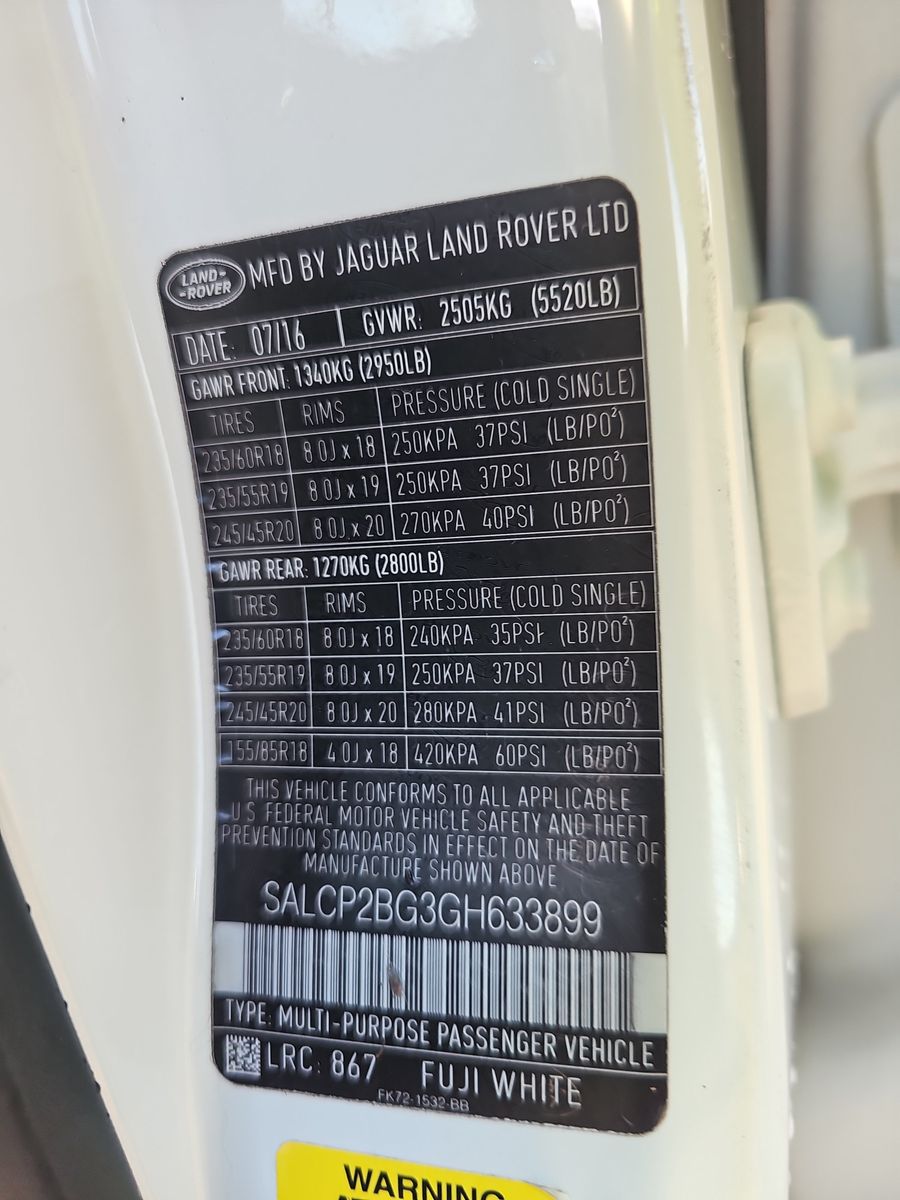 LAND-
-ROVER
MFD BY JAGUAR LAND ROVER LTD
DATE: 07/16 GVWR: 2505KG (5520LB)
GAWR FRONT: 1340KG (2950LB)
TIRES RIMS PRESSURE (COLD SINGLE)
235/60R18 8.0J x 18 250KPA 37PSI (LB/PO²)
235/55R19 8.0J x 19 250KPA 37PSI (LB/PO²)
245/45R20 8.0J x 20 270KPA 40PSI (LB/PO²)
GAWR REAR: 1270KG (2800LB)
TIRES RIMS PRESSURE (COLD SINGLE)
235/60R18 8.0J x 18 240KPA 35PSI (LB/PO²)
235/55R19 8.0J x 19 250KPA 37PSI (LB/PO²)
245/45R20 8.0J x 20 280KPA 41PSI (LB/PO²)
155/85R18 4.0J x 18 420KPA 60PSI (LB/PO²)
THIS VEHICLE CONFORMS TO ALL APPLICABLE
U.S. FEDERAL MOTOR VEHICLE SAFETY AND THEFT
PREVENTION STANDARDS IN EFFECT ON THE DATE OF
MANUFACTURE SHOWN ABOVE
SALCP2BG3GH633899
TYPE: MULTI-PURPOSE PASSENGER VEHICLE
LRC: 867 FUJI WHITE
FK72-1532-BB
WARNING